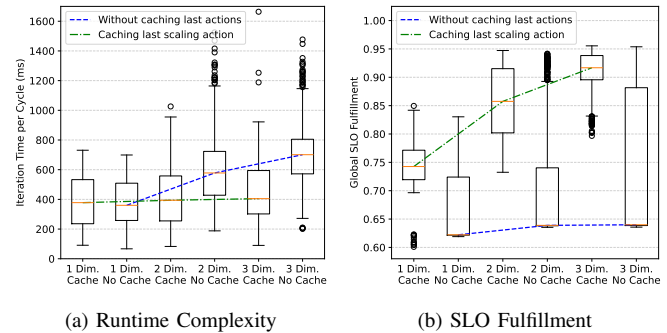 Without caching last actions
Caching last scaling action
1600
1400
1200
1000
800
600
400
200
0
Iteration Time per Cycle (ms)
1 Dim. Cache
1 Dim. No Cache
2 Dim. Cache
2 Dim. No Cache
3 Dim. Cache
3 Dim. No Cache
(a) Runtime Complexity
Without caching last actions
Caching last scaling action
1.00
0.95
0.90
0.85
0.80
0.75
0.70
0.65
0.60
Global SLO Fulfillment
1 Dim. Cache
1 Dim. No Cache
2 Dim. Cache
2 Dim. No Cache
3 Dim. Cache
3 Dim. No Cache
(b) SLO Fulfillment